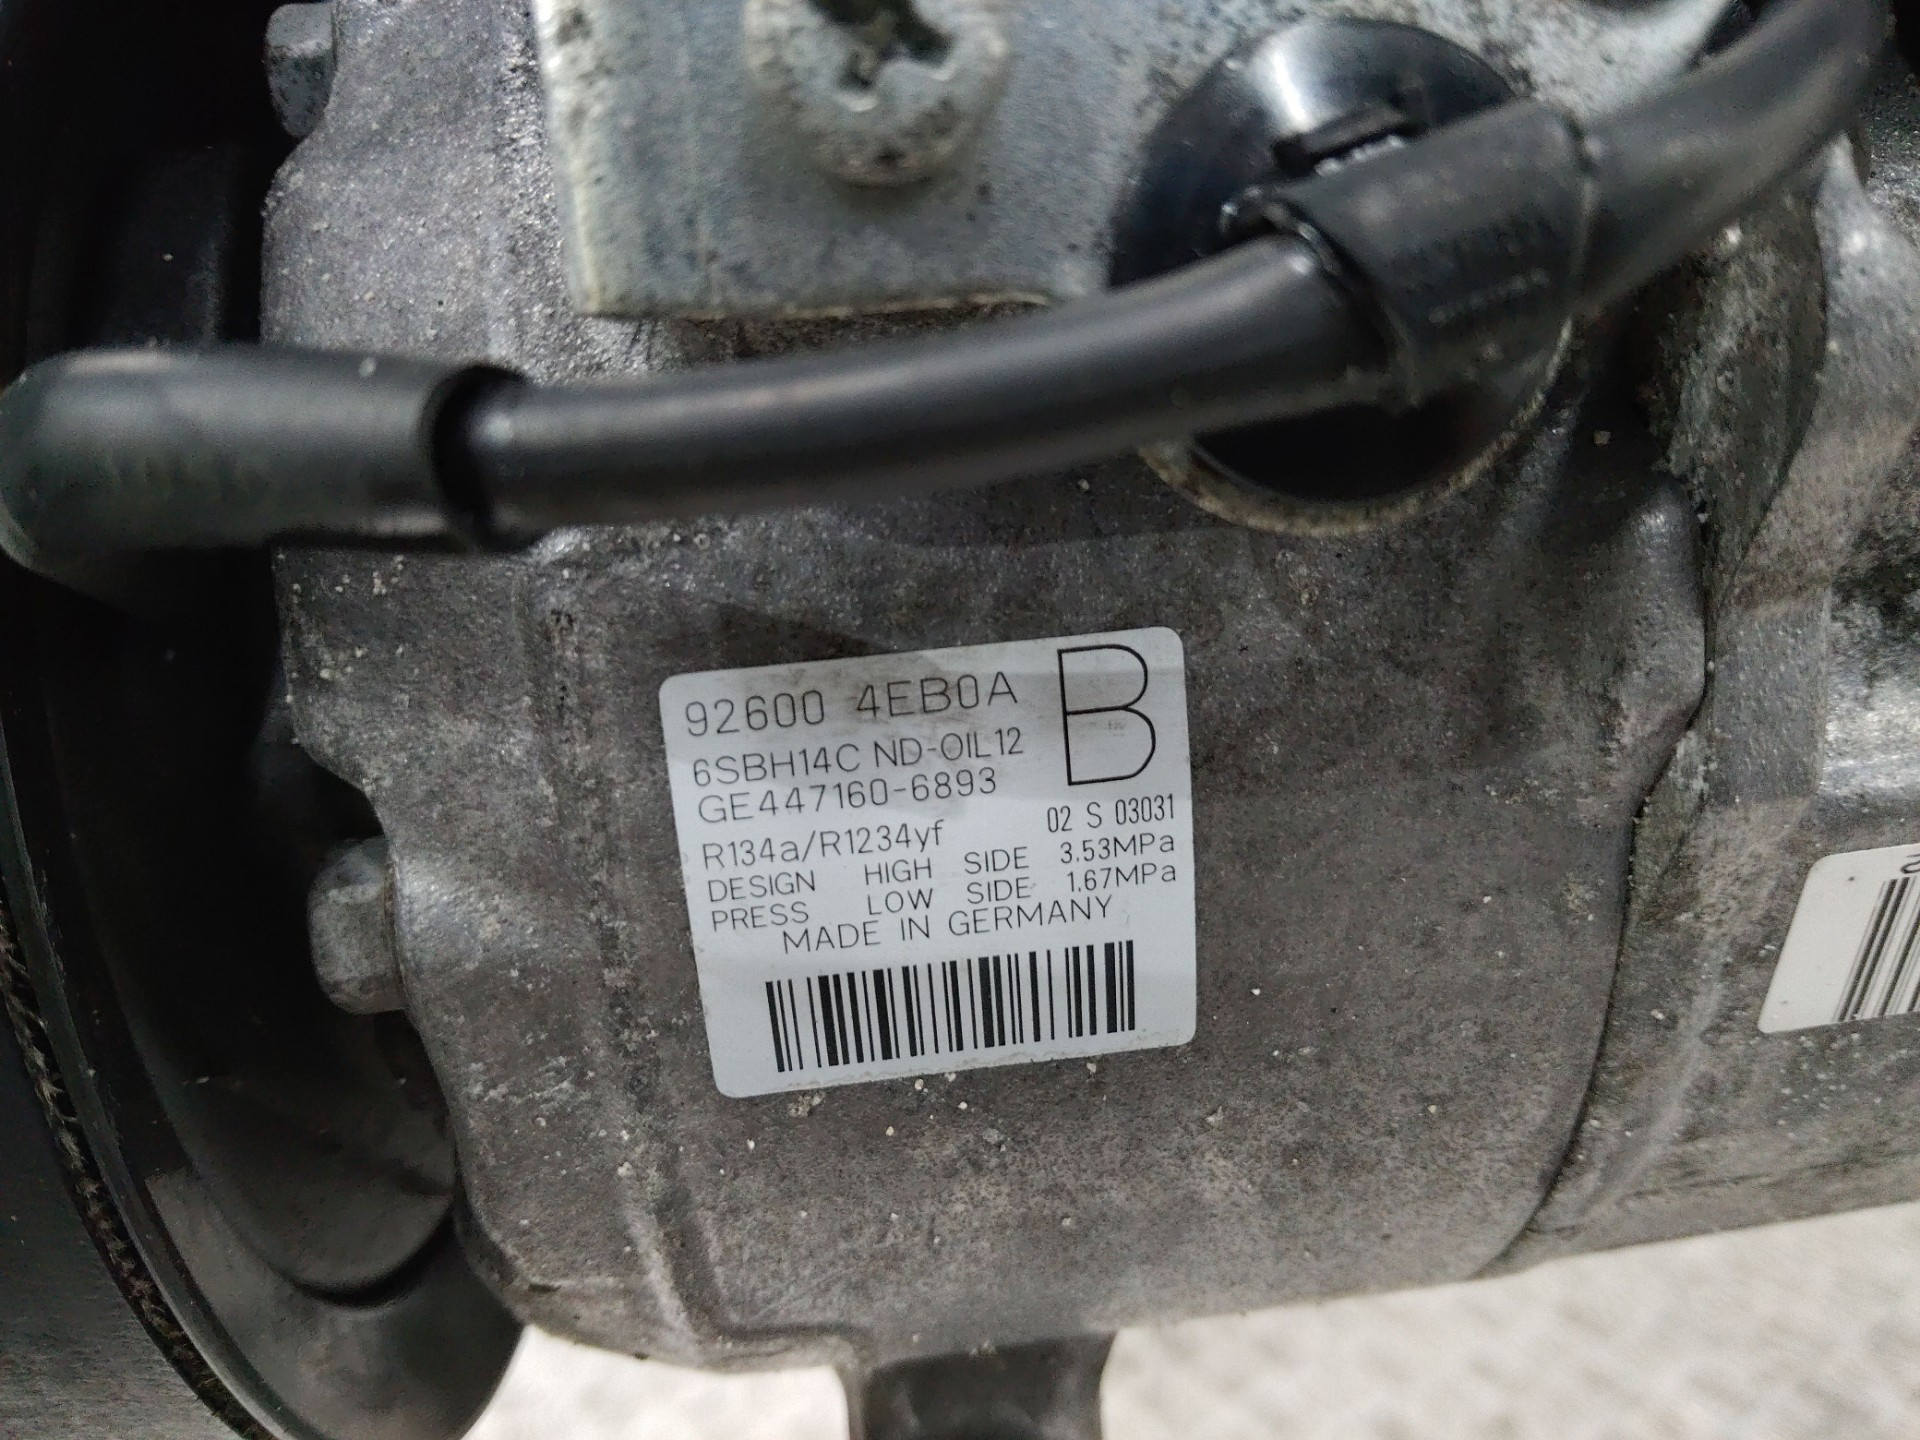 92600 4EB0A
B
6SBH14C ND-OIL12
GE447160-6893
02 S 03031
R134a/R1234yf
DESIGN HIGH SIDE 3.53MPa
PRESS LOW SIDE 1.67MPa
MADE IN GERMANY